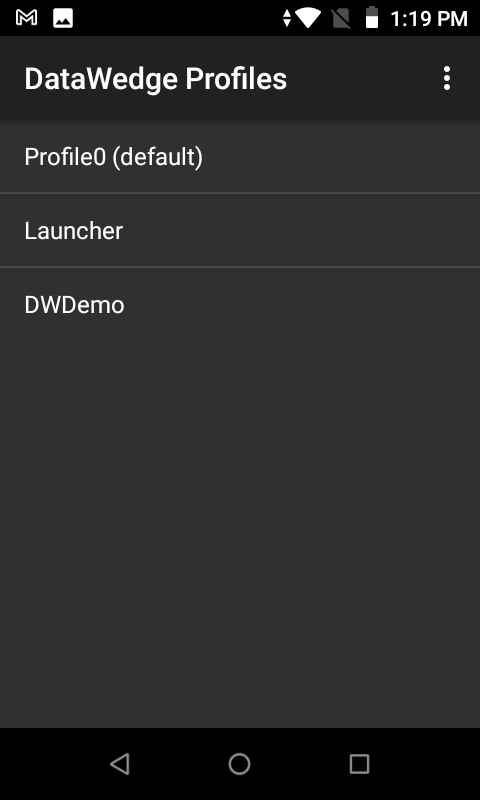 1:19 PM
DataWedge Profiles
Profile0 (default)
Launcher
DWDemo